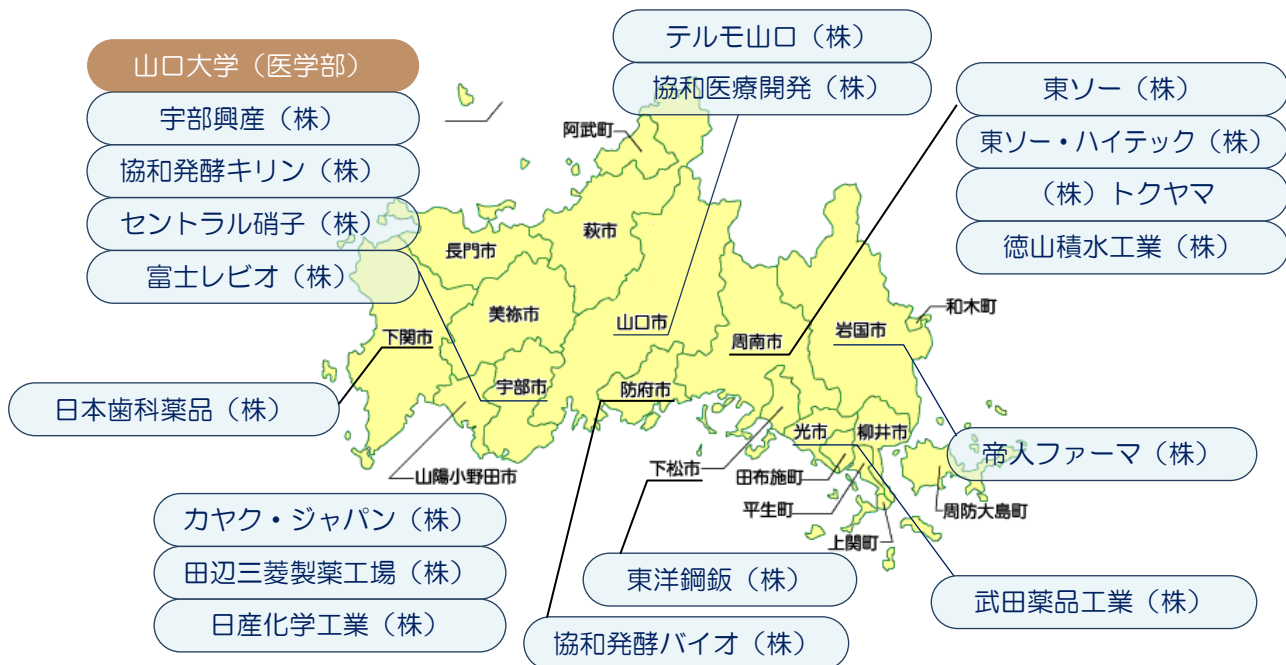 山口大学（医学部）
宇部興産（株）
協和発酵キリン（株）
セントラル硝子（株）
富士レビオ（株）
テルモ山口（株）
協和医療開発（株）
東ソー（株）
東ソー・ハイテック（株）
（株）トクヤマ
徳山積水工業（株）
阿武町
萩市
長門市
美祢市
山口市
下関市
宇部市
防府市
周南市
岩国市
和木町
日本歯科薬品（株）
山陽小野田市
下松市
光市
柳井市
田布施町
平生町
上関町
周防大島町
帝人ファーマ（株）
カヤク・ジャパン（株）
田辺三菱製薬工場（株）
日産化学工業（株）
東洋鋼鈑（株）
協和発酵バイオ（株）
武田薬品工業（株）